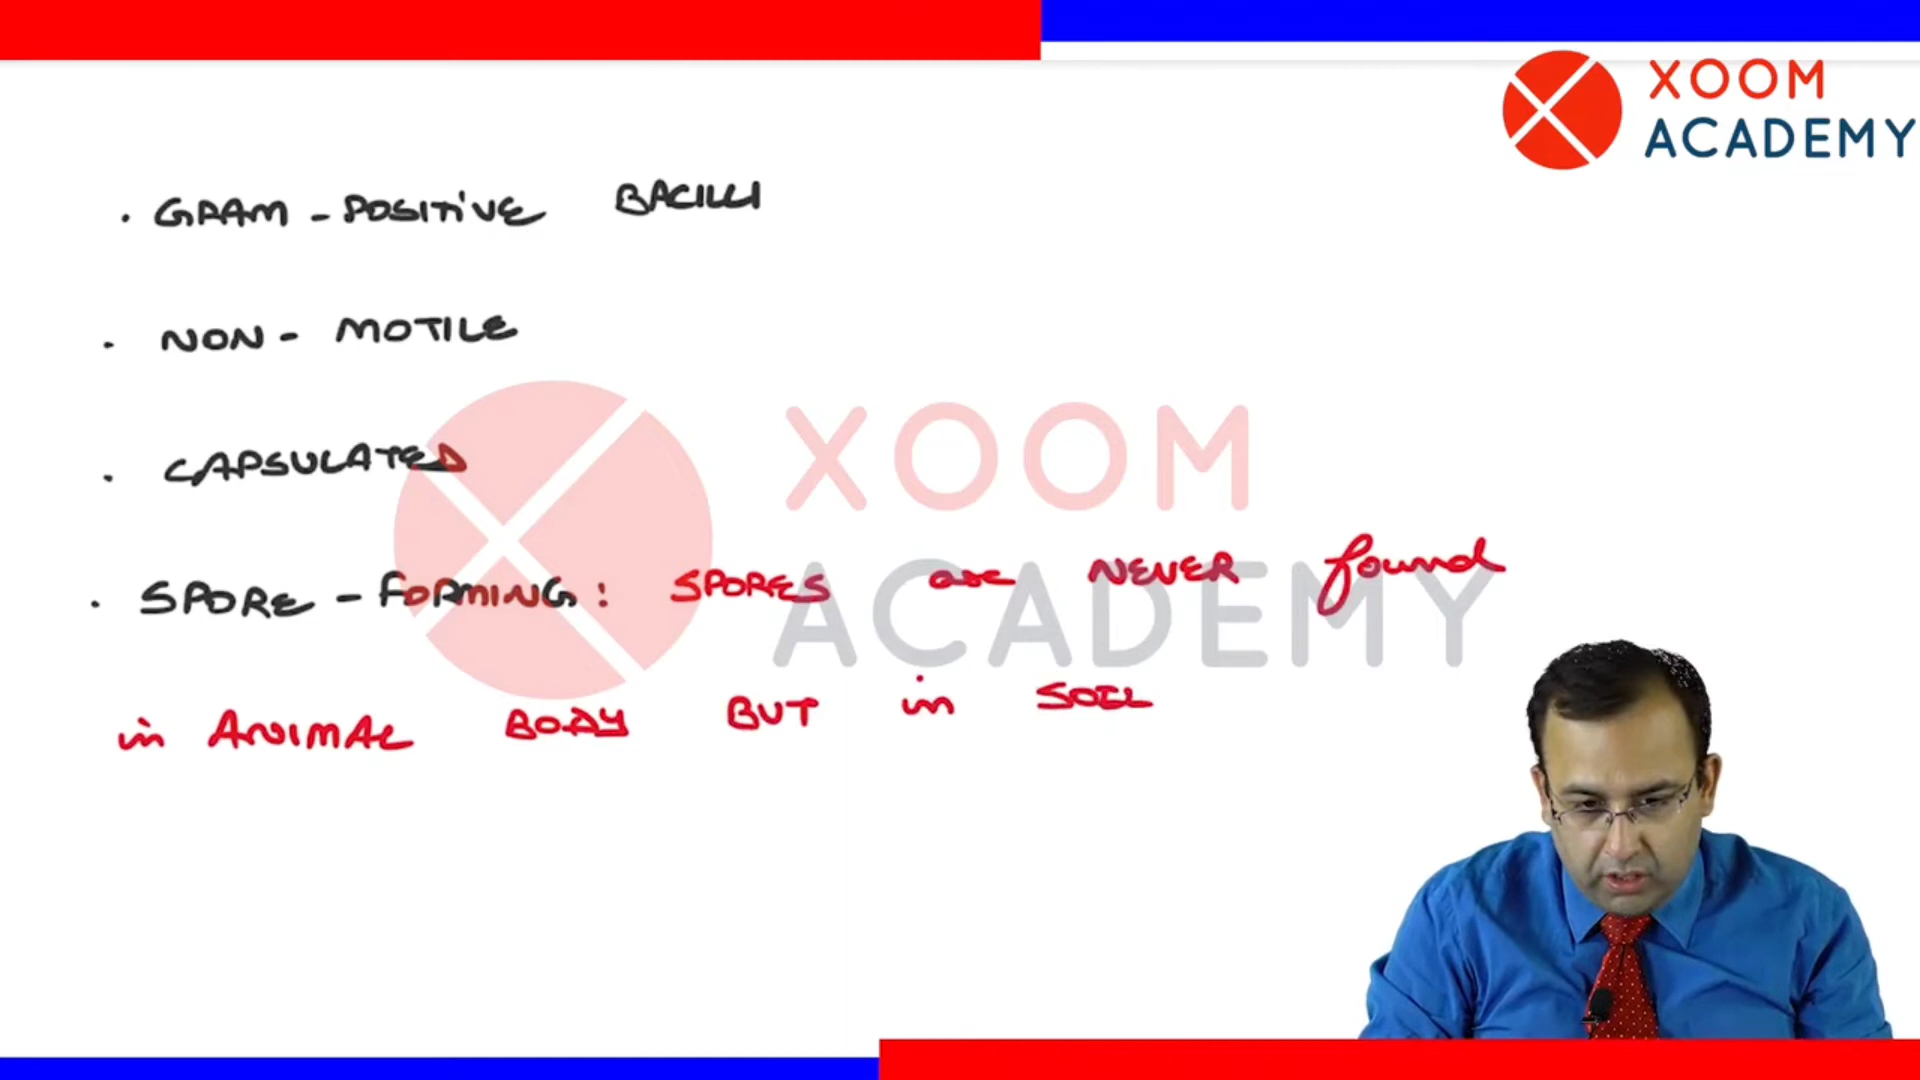 XOOM
ACADEMY
. GRAM - POSITIVE BACILLI
. NON - MOTILE
. CAPSULATED
XOOM
ACADEMY
. SPORE - FORMING : SPORES are NEVER found
in ANIMAL BODY BUT in SOIL